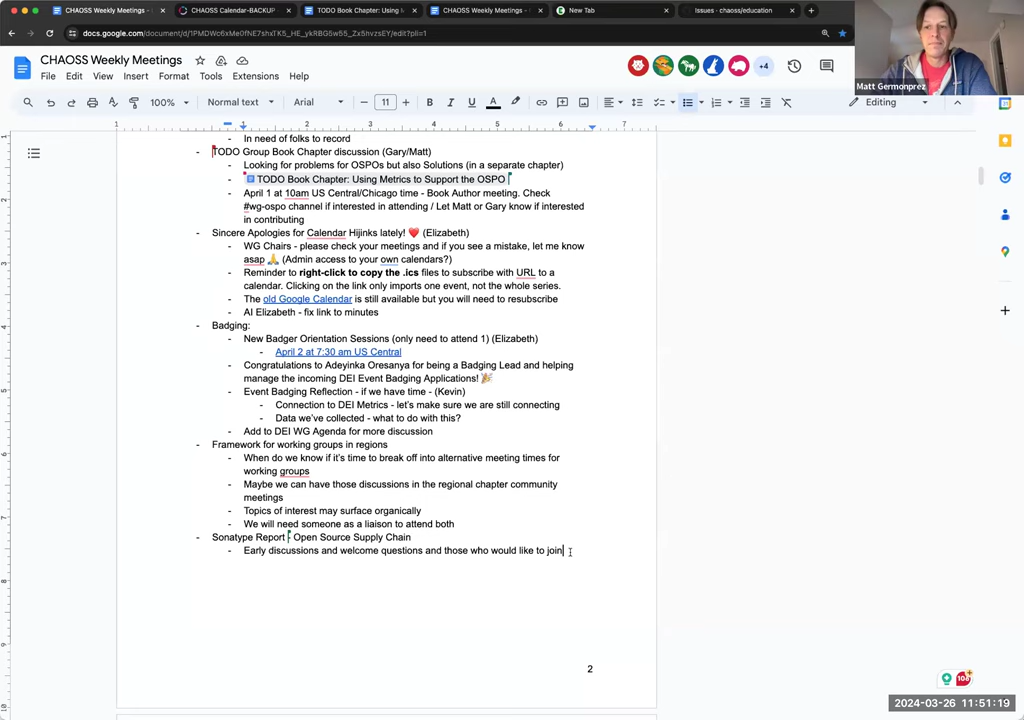 CHAOSS Weekly Meetings -
CHAOSS Calendar-BACKUP -
TODO Book Chapter: Using M
CHAOSS Weekly Meetings -
New Tab
Issues · chaoss/education
docs.google.com/document/d/1PMDWc6xMe0fNE7shxTK5_HE_ykRBG5w55_Zx5hvzsEY/edit?pli=1
CHAOSS Weekly Meetings
File Edit View Insert Format Tools Extensions Help
+4
Matt Germonprez
100% Normal text Arial 11 Editing
1 1 2 3 4 5 6 7
In need of folks to record
- TODO Group Book Chapter discussion (Gary/Matt)
- Looking for problems for OSPOs but also Solutions (in a separate chapter)
- TODO Book Chapter: Using Metrics to Support the OSPO
- April 1 at 10am US Central/Chicago time - Book Author meeting. Check
#wg-ospo channel if interested in attending / Let Matt or Gary know if interested
in contributing
- Sincere Apologies for Calendar Hijinks lately! ❤️ (Elizabeth)
- WG Chairs - please check your meetings and if you see a mistake, let me know
asap 🙏 (Admin access to your own calendars?)
- Reminder to right-click to copy the .ics files to subscribe with URL to a
calendar. Clicking on the link only imports one event, not the whole series.
- The old Google Calendar is still available but you will need to resubscribe
- AI Elizabeth - fix link to minutes
- Badging:
- New Badger Orientation Sessions (only need to attend 1) (Elizabeth)
- April 2 at 7:30 am US Central
- Congratulations to Adeyinka Oresanya for being a Badging Lead and helping
manage the incoming DEI Event Badging Applications! 🎉
- Event Badging Reflection - if we have time - (Kevin)
- Connection to DEI Metrics - let's make sure we are still connecting
- Data we've collected - what to do with this?
- Add to DEI WG Agenda for more discussion
- Framework for working groups in regions
- When do we know if it's time to break off into alternative meeting times for
working groups
- Maybe we can have those discussions in the regional chapter community
meetings
- Topics of interest may surface organically
- We will need someone as a liaison to attend both
- Sonatype Report - Open Source Supply Chain
- Early discussions and welcome questions and those who would like to join
2
2024-03-26 11:51:19